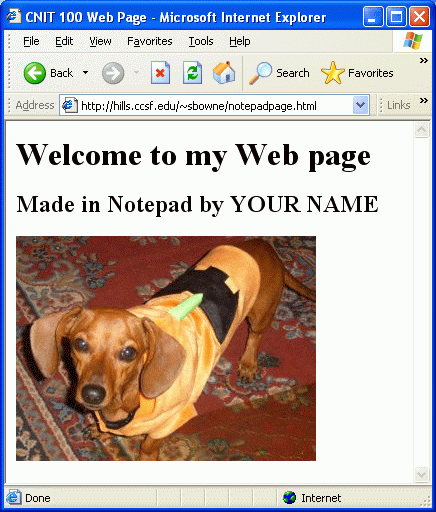 CNIT 100 Web Page - Microsoft Internet Explorer
File Edit View Favorites Tools Help »
Back Search Favorites »
Address http://hills.ccsf.edu/~sbowne/notepadpage.html Links »
Welcome to my Web page
Made in Notepad by YOUR NAME
Done Internet